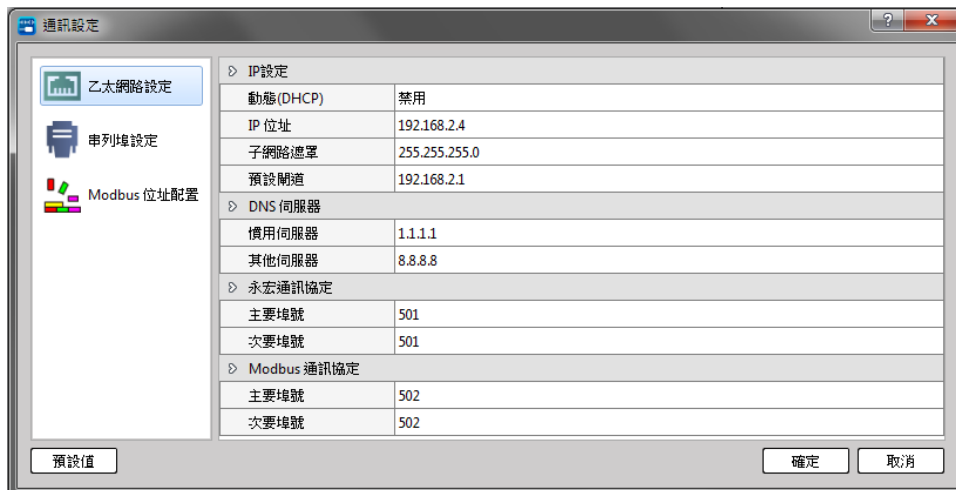 通訊設定
乙太網路設定
串列埠設定
Modbus 位址配置
IP設定
動態(DHCP) 禁用
IP 位址 192.168.2.4
子網路遮罩 255.255.255.0
預設閘道 192.168.2.1
DNS 伺服器
慣用伺服器 1.1.1.1
其他伺服器 8.8.8.8
永宏通訊協定
主要埠號 501
次要埠號 501
Modbus 通訊協定
主要埠號 502
次要埠號 502
預設值 確定 取消